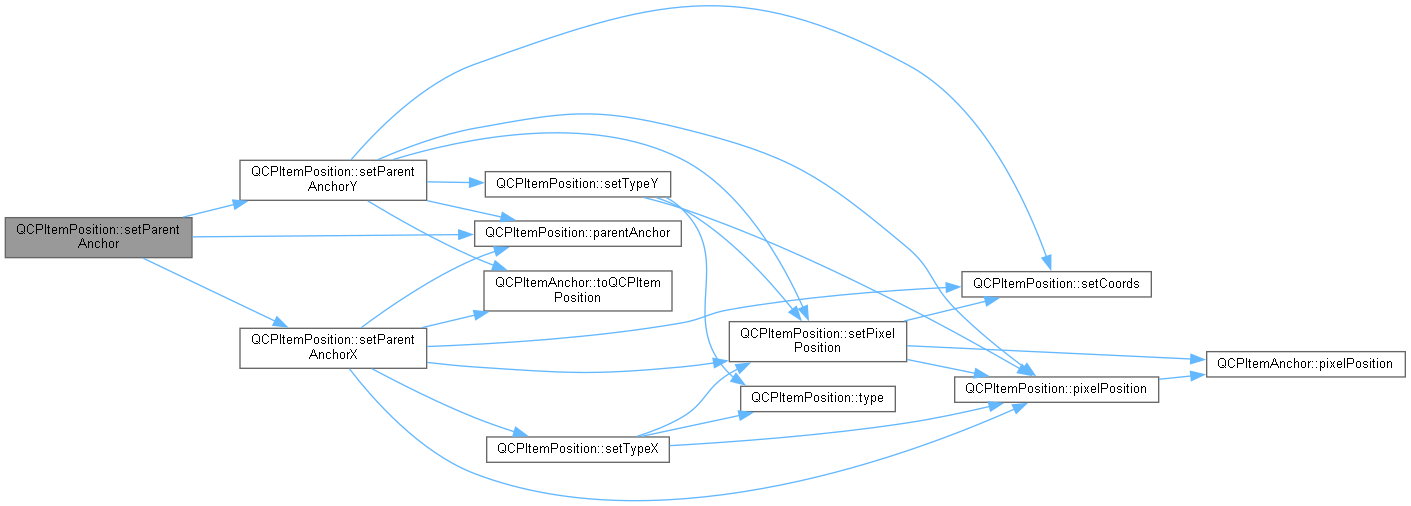 QCPItemPosition::setParent
Anchor
QCPItemPosition::setParent
AnchorY
QCPItemPosition::setParent
AnchorX
QCPItemPosition::setTypeY
QCPItemPosition::parentAnchor
QCPItemAnchor::toQCPItem
Position
QCPItemPosition::setTypeX
QCPItemPosition::setPixel
Position
QCPItemPosition::type
QCPItemPosition::setCoords
QCPItemPosition::pixelPosition
QCPItemAnchor::pixelPosition